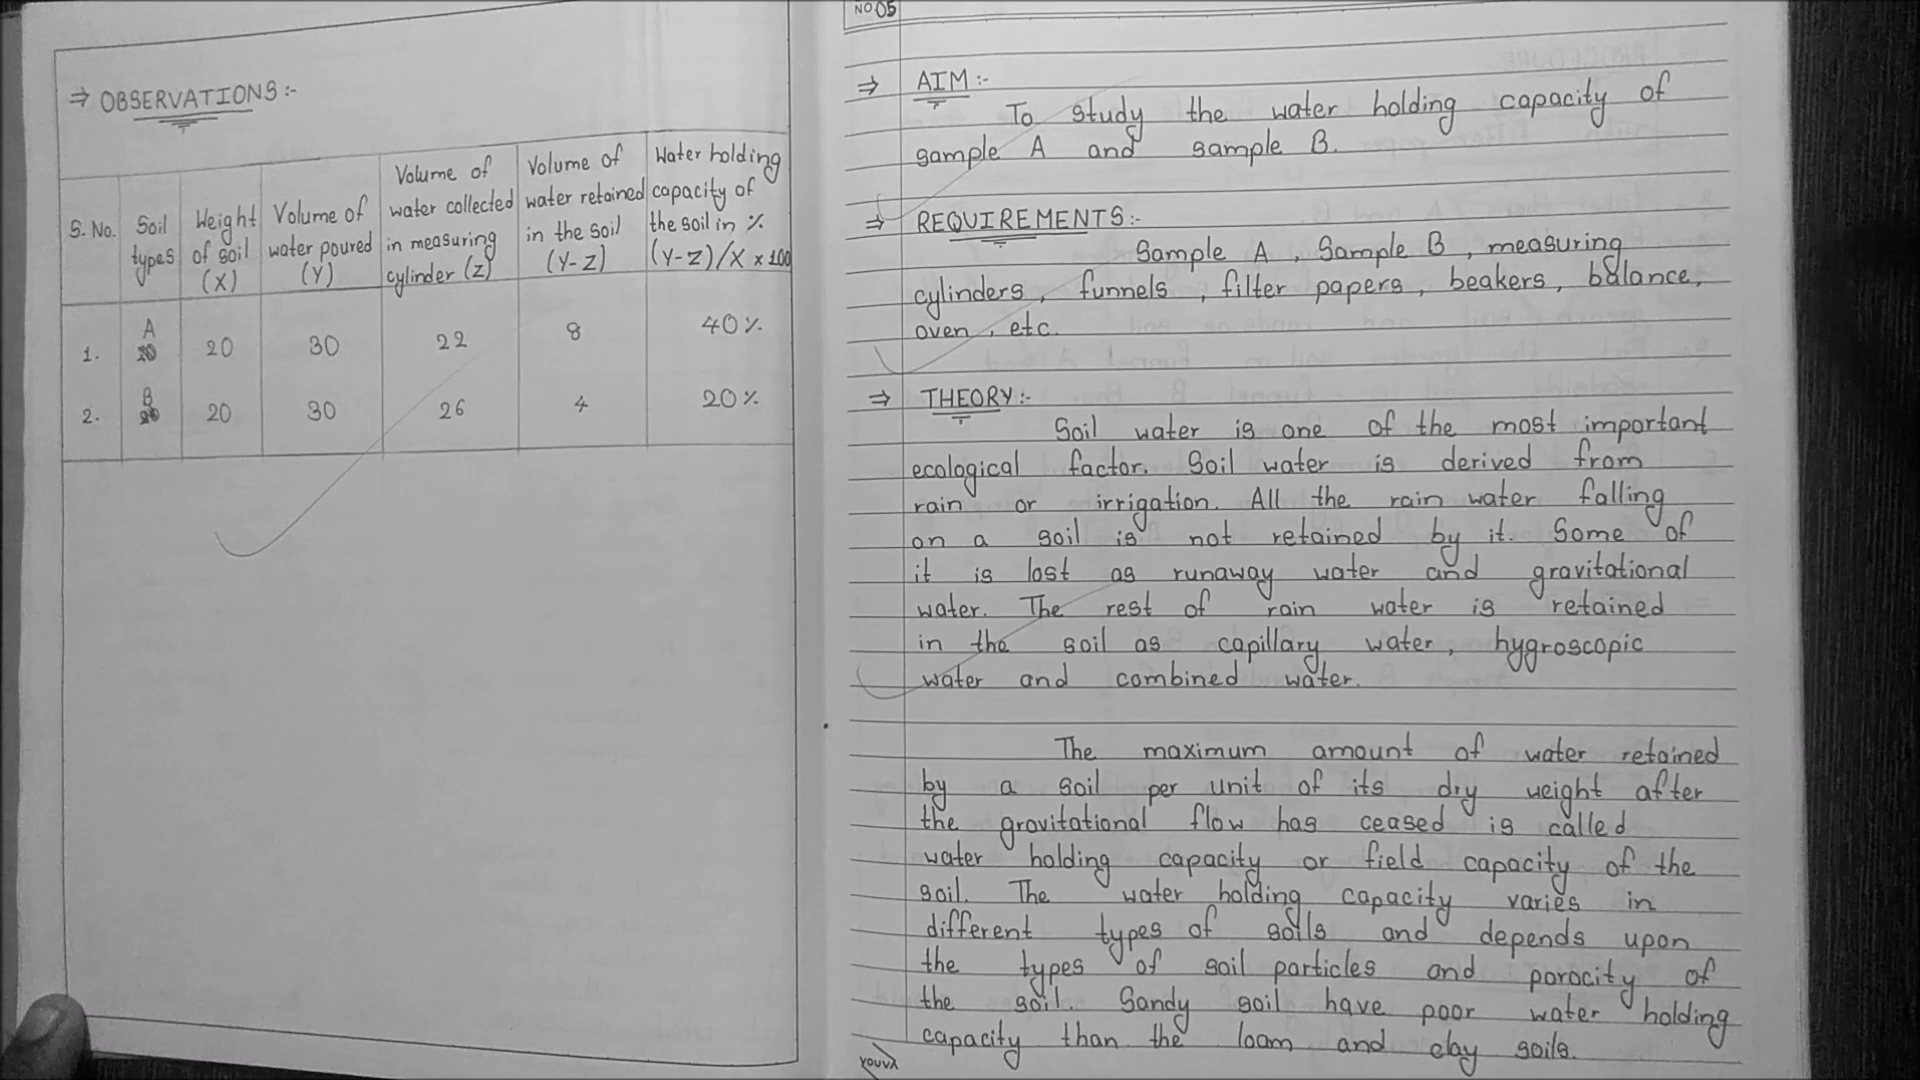 ⇒ OBSERVATIONS:-
S. No. | Soil types | Weight of soil (X) | Volume of water poured (Y) | Volume of water collected in measuring cylinder (Z) | Volume of water retained in the soil (Y-Z) | Water holding capacity of the soil in % (Y-Z)/X x 100
1. | A | 20 | 30 | 22 | 8 | 40%
2. | B | 20 | 30 | 26 | 4 | 20%
NO 05
⇒ AIM:-
To study the water holding capacity of
sample A and sample B.
⇒ REQUIREMENTS:-
Sample A, Sample B, measuring
cylinders, funnels, filter papers, beakers, balance,
oven, etc.
⇒ THEORY:-
Soil water is one of the most important
ecological factor. Soil water is derived from
rain or irrigation. All the rain water falling
on a soil is not retained by it. Some of
it is lost as runaway water and gravitational
water. The rest of rain water is retained
in the soil as capillary water, hygroscopic
water and combined water.
The maximum amount of water retained
by a soil per unit of its dry weight after
the gravitational flow has ceased is called
water holding capacity or field capacity of the
soil. The water holding capacity varies in
different types of soils and depends upon
the types of soil particles and porocity of
the soil. Sandy soil have poor water holding
capacity than the loam and clay soils.
YOUVA